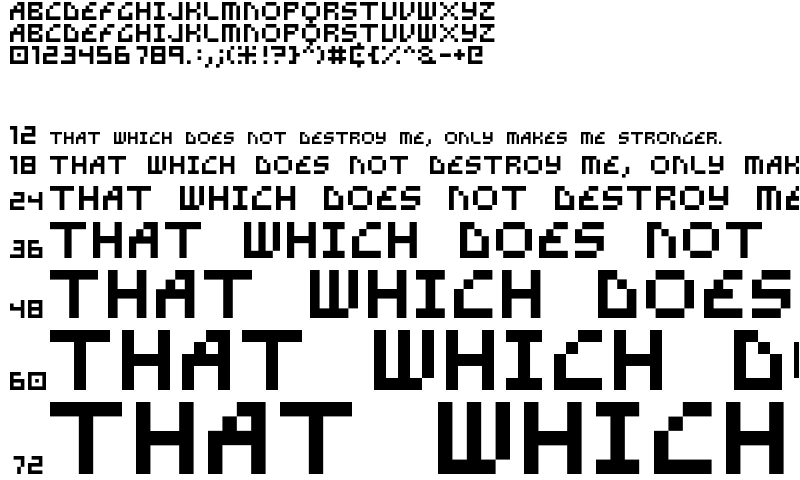 ABCDEFGHIJKLMNOPQRSTUVWXYZ
ABCDEFGHIJKLMNOPQRSTUVWXYZ
0123456789.:,;(*!?}^)#¢{%^&-+@
12 THAT WHICH DOES NOT DESTROY ME, ONLY MAKES ME STRONGER.
18 THAT WHICH DOES NOT DESTROY ME, ONLY MAK
24 THAT WHICH DOES NOT DESTROY ME
36 THAT WHICH DOES NOT
48 THAT WHICH DOES
60 THAT WHICH D
72 THAT WHICH